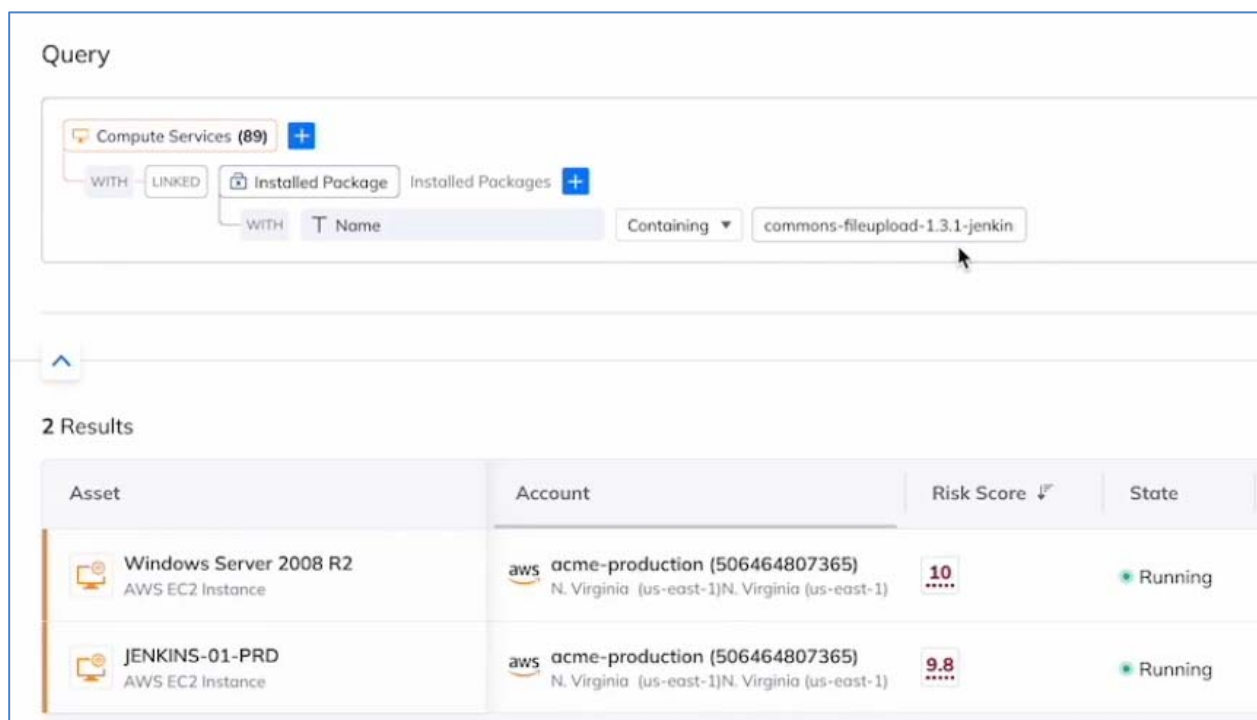 Query
Compute Services (89) +
WITH LINKED Installed Package Installed Packages +
WITH T Name Containing commons-fileupload-1.3.1-jenkin
2 Results
Asset Account Risk Score State
Windows Server 2008 R2 aws acme-production (506464807365) 10 Running
AWS EC2 Instance N. Virginia (us-east-1)N. Virginia (us-east-1)
JENKINS-01-PRD aws acme-production (506464807365) 9.8 Running
AWS EC2 Instance N. Virginia (us-east-1)N. Virginia (us-east-1)